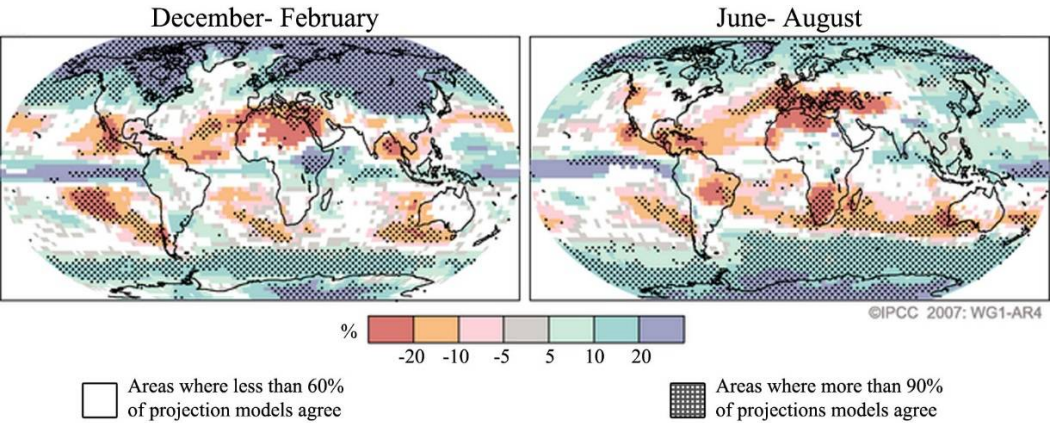 December- February
June- August
©IPCC 2007: WG1-AR4
%
-20 -10 -5 5 10 20
Areas where less than 60%
of projection models agree
Areas where more than 90%
of projections models agree